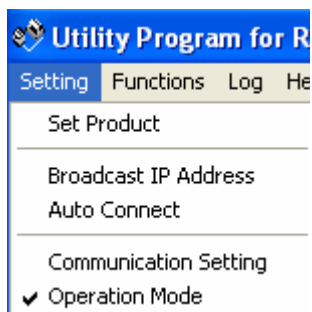 Utility Program for R
Setting Functions Log He
Set Product
Broadcast IP Address
Auto Connect
Communication Setting
Operation Mode